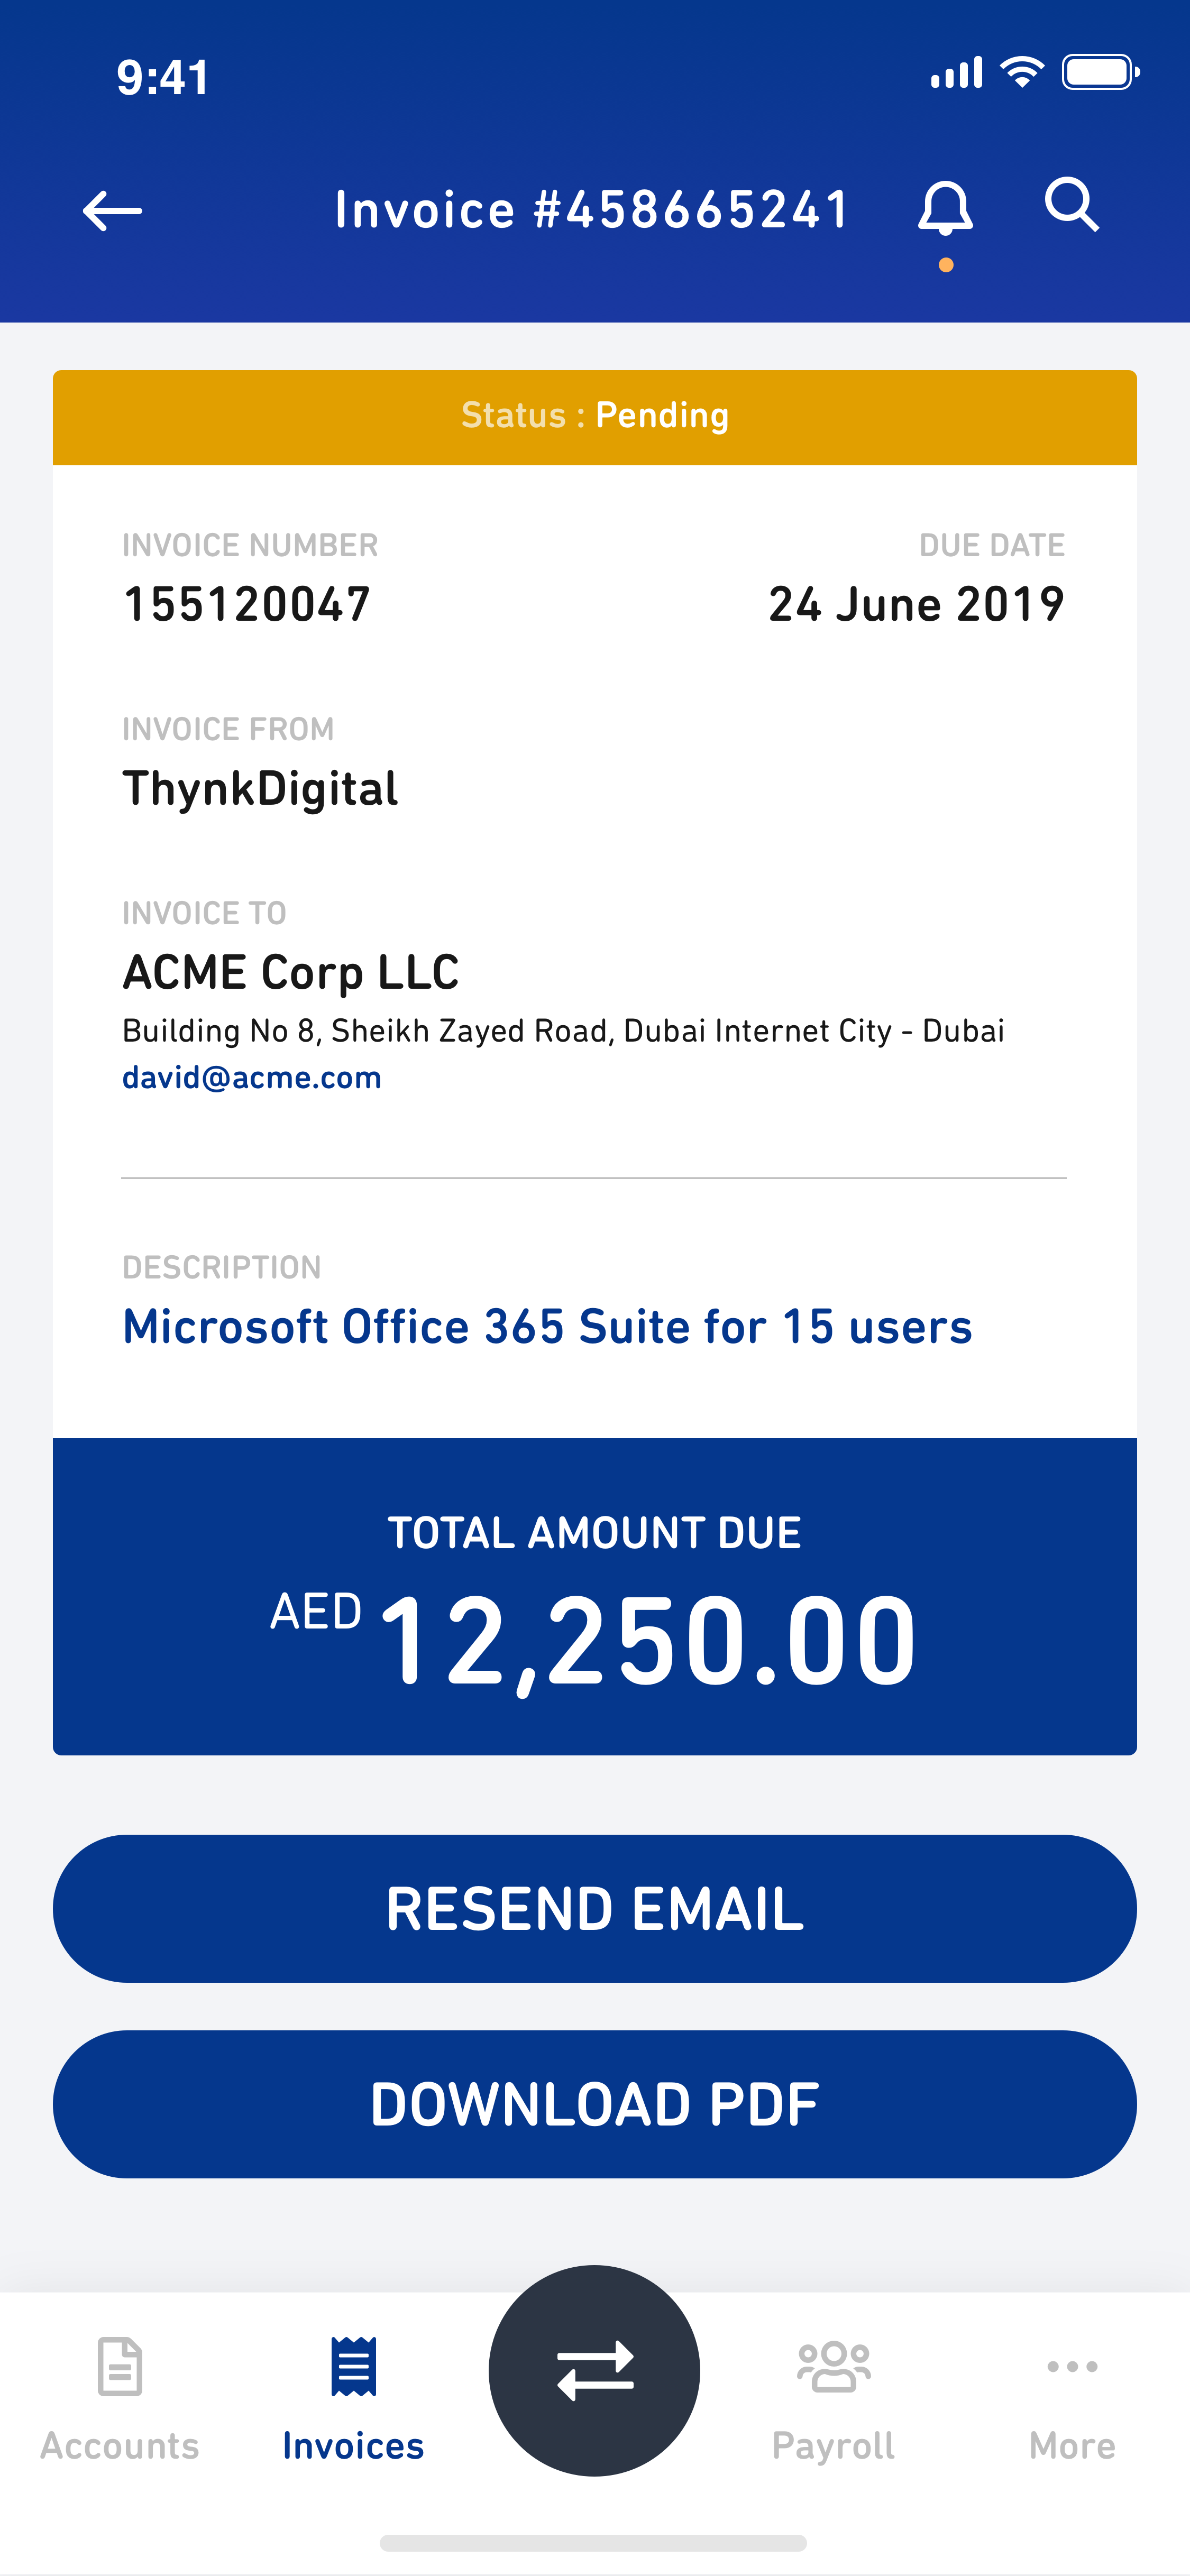 9:41
Invoice #458665241
Status : Pending
INVOICE NUMBER
155120047
DUE DATE
24 June 2019
INVOICE FROM
ThynkDigital
INVOICE TO
ACME Corp LLC
Building No 8, Sheikh Zayed Road, Dubai Internet City - Dubai
david@acme.com
DESCRIPTION
Microsoft Office 365 Suite for 15 users
TOTAL AMOUNT DUE
AED 12,250.00
RESEND EMAIL
DOWNLOAD PDF
Accounts
Invoices
Payroll
More